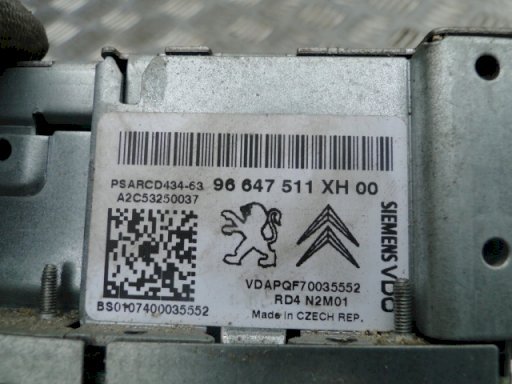 PSARCD434-63 96 647 511 XH 00
A2C53250037
SIEMENS VDO
VDAPQF70035552
RD4 N2M01
BS0107400035552
Made in CZECH REP.